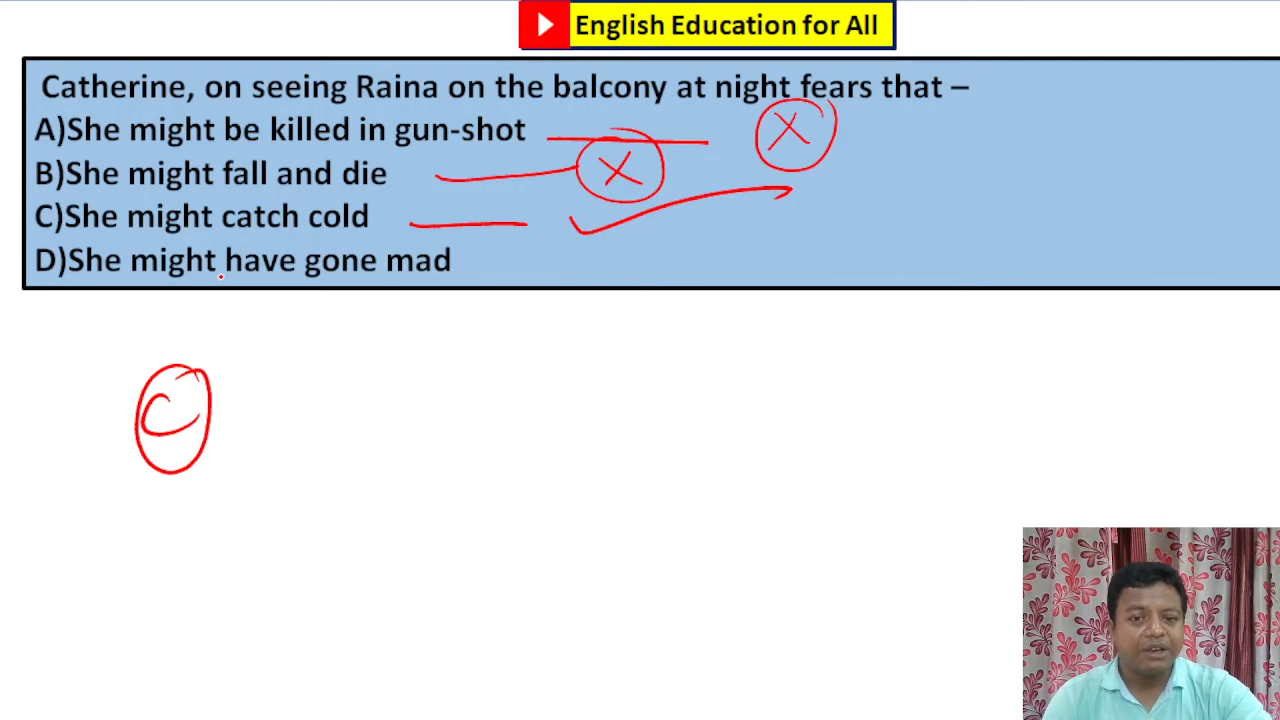 English Education for All
Catherine, on seeing Raina on the balcony at night fears that –
A)She might be killed in gun-shot
X
B)She might fall and die
X
C)She might catch cold
D)She might have gone mad
C